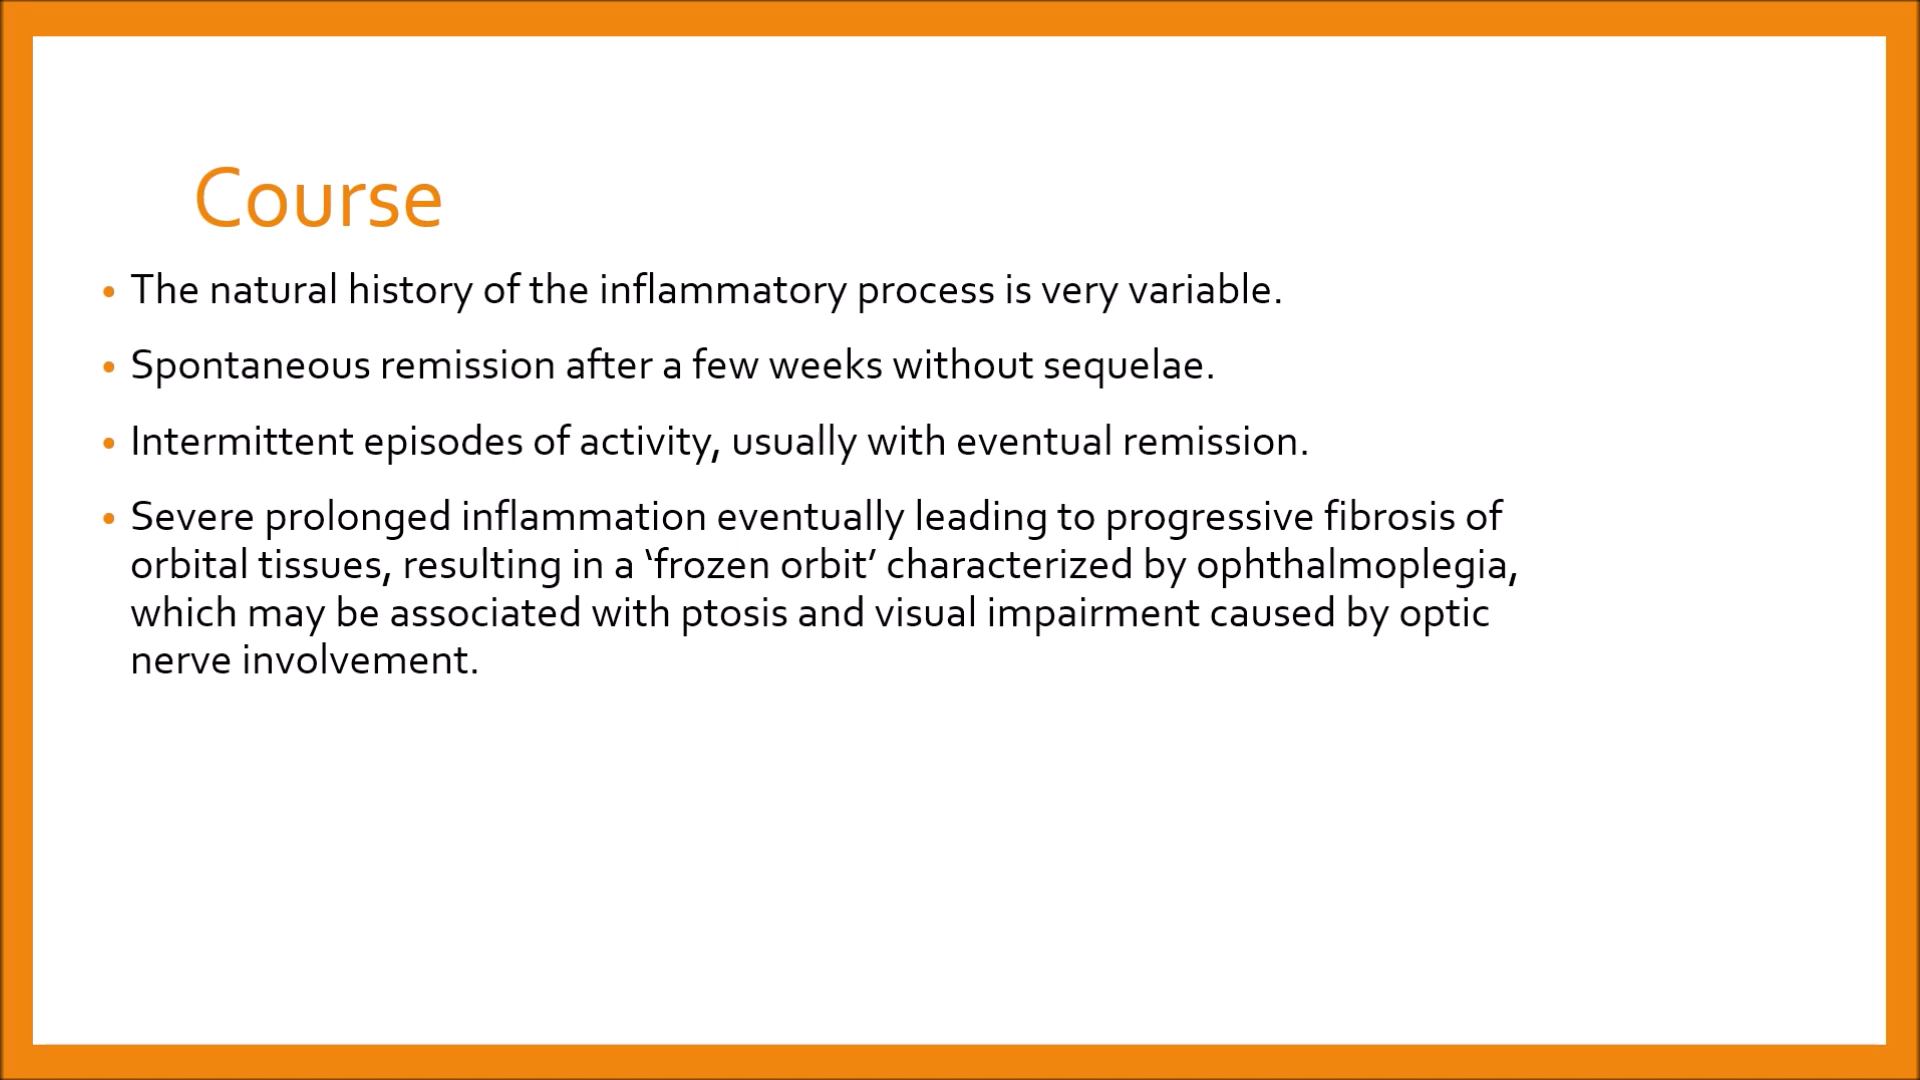 Course
• The natural history of the inflammatory process is very variable.
• Spontaneous remission after a few weeks without sequelae.
• Intermittent episodes of activity, usually with eventual remission.
• Severe prolonged inflammation eventually leading to progressive fibrosis of
orbital tissues, resulting in a ‘frozen orbit’ characterized by ophthalmoplegia,
which may be associated with ptosis and visual impairment caused by optic
nerve involvement.